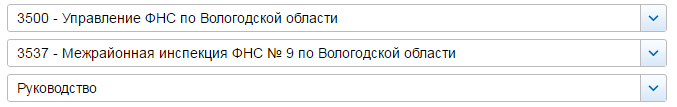 3500 - Управление ФНС по Вологодской области
3537 - Межрайонная инспекция ФНС № 9 по Вологодской области
Руководство